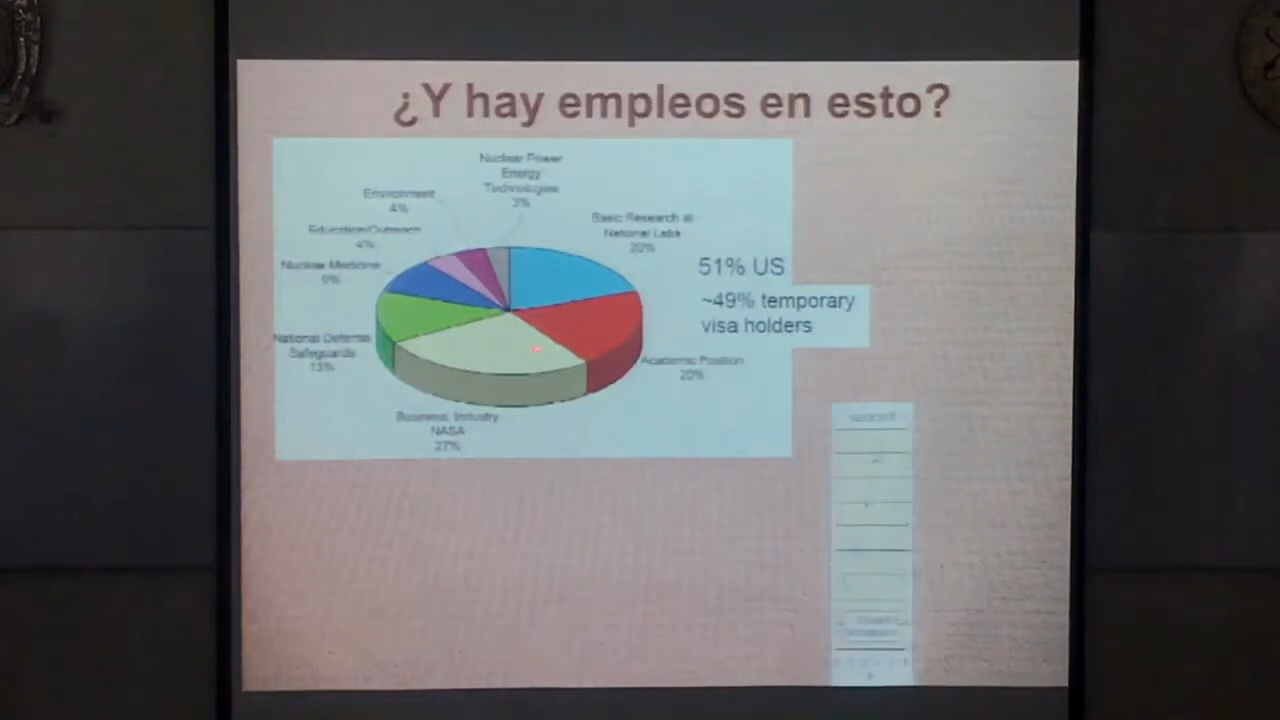 ¿Y hay empleos en esto?
Nuclear Power
Energy
Technologies
3%
Environment
4%
Education/Outreach
4%
Nuclear Medicine
9%
National Defense
Safeguards
13%
Business, Industry
NASA
27%
Basic Research at
National Labs
20%
Academic Position
20%
51% US
~49% temporary
visa holders